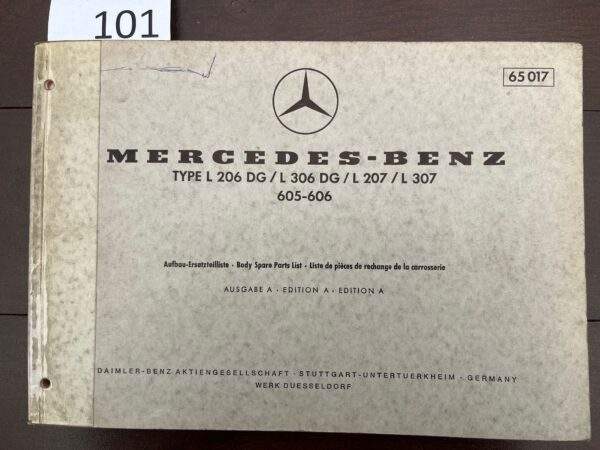 101
65 017
MERCEDES-BENZ
TYPE L 206 DG / L 306 DG / L 207 / L 307
605-606
Aufbau-Ersatzteilliste · Body Spare Parts List · Liste de pièces de rechange de la carrosserie
AUSGABE A · EDITION A · EDITION A
DAIMLER-BENZ AKTIENGESELLSCHAFT · STUTTGART-UNTERTUERKHEIM · GERMANY
WERK DUESSELDORF